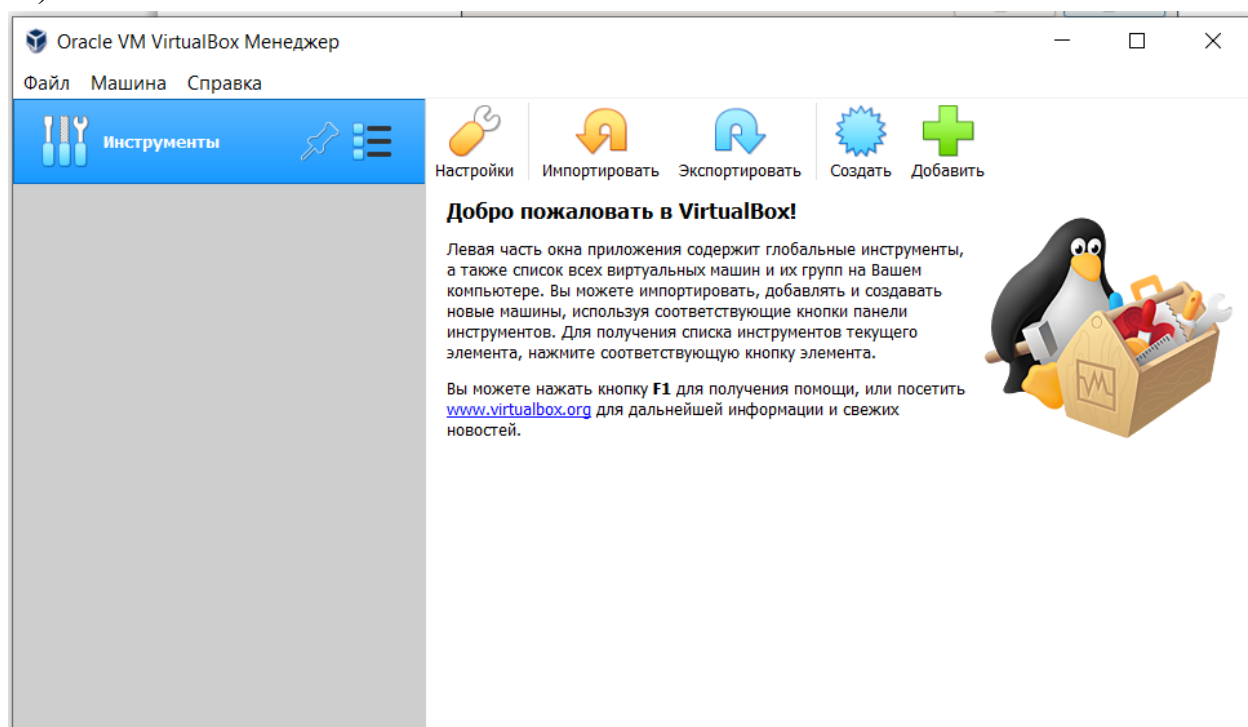 Oracle VM VirtualBox Менеджер
Файл Машина Справка
Инструменты
Настройки Импортировать Экспортировать Создать Добавить
Добро пожаловать в VirtualBox!
Левая часть окна приложения содержит глобальные инструменты,
а также список всех виртуальных машин и их групп на Вашем
компьютере. Вы можете импортировать, добавлять и создавать
новые машины, используя соответствующие кнопки панели
инструментов. Для получения списка инструментов текущего
элемента, нажмите соответствующую кнопку элемента.
Вы можете нажать кнопку F1 для получения помощи, или посетить
www.virtualbox.org для дальнейшей информации и свежих
новостей.
VM